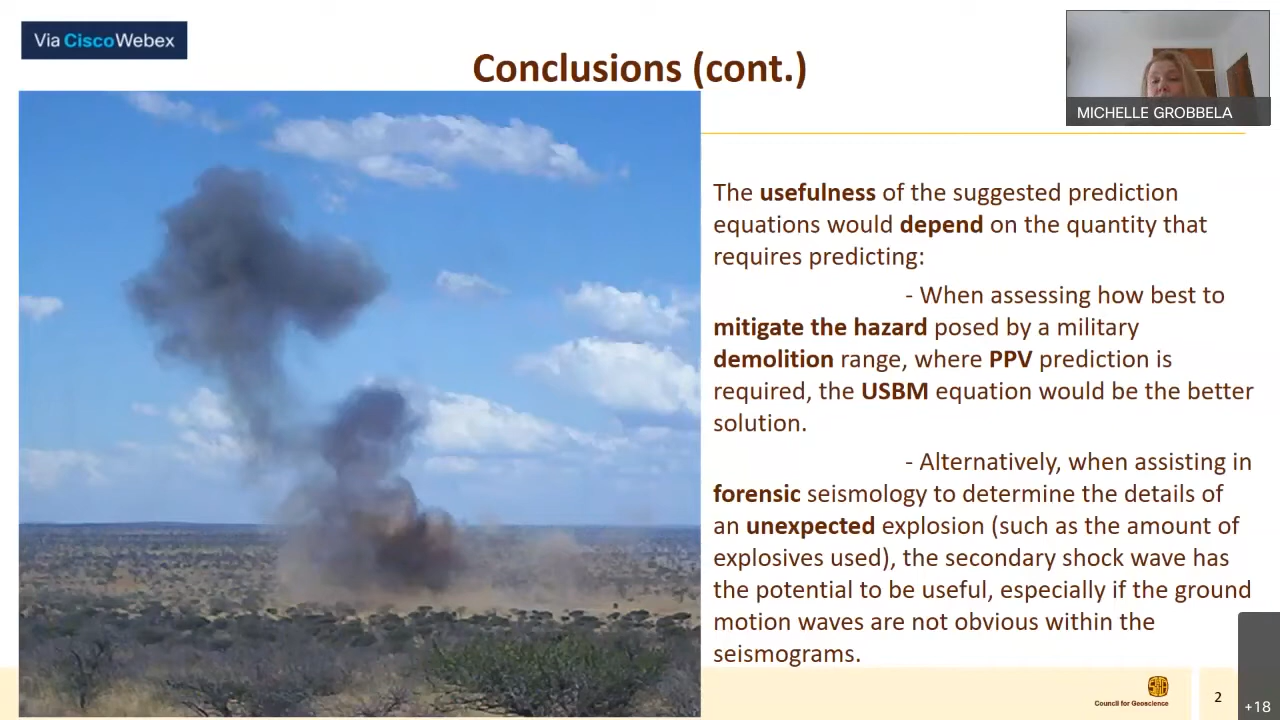 Via CiscoWebex
Conclusions (cont.)
MICHELLE GROBBELA
The usefulness of the suggested prediction
equations would depend on the quantity that
requires predicting:
- When assessing how best to
mitigate the hazard posed by a military
demolition range, where PPV prediction is
required, the USBM equation would be the better
solution.
- Alternatively, when assisting in
forensic seismology to determine the details of
an unexpected explosion (such as the amount of
explosives used), the secondary shock wave has
the potential to be useful, especially if the ground
motion waves are not obvious within the
seismograms.
Council for Geoscience
2
+18